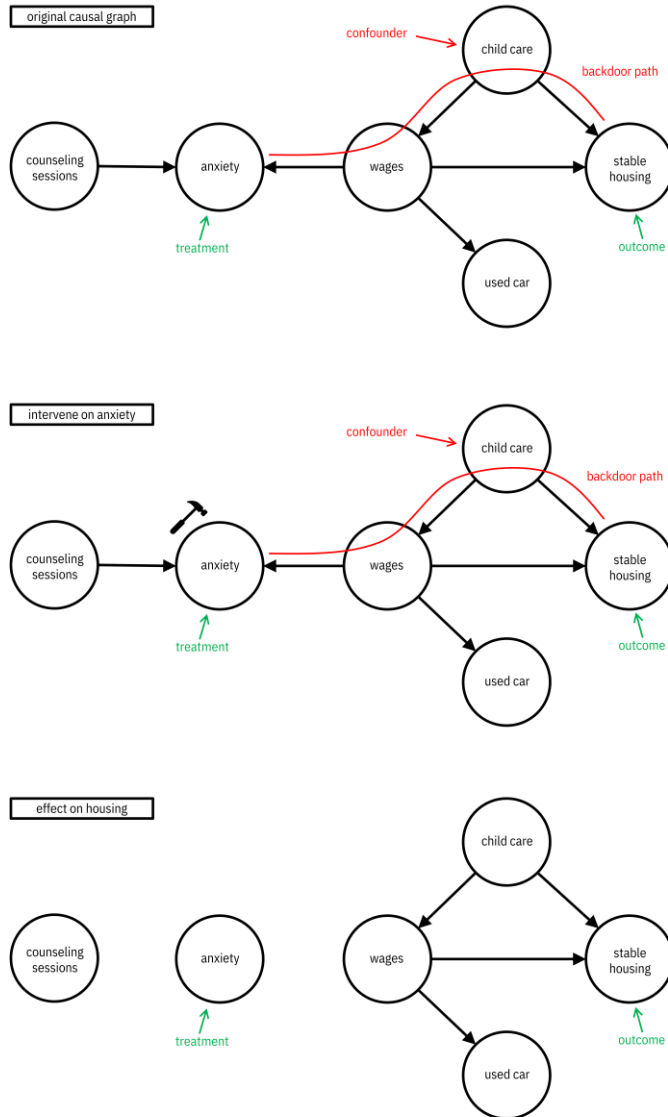 original causal graph
confounder
child care
backdoor path
counseling
sessions
anxiety
wages
stable
housing
treatment
outcome
used car
intervene on anxiety
confounder
child care
backdoor path
counseling
sessions
anxiety
wages
stable
housing
treatment
outcome
used car
effect on housing
child care
counseling
sessions
anxiety
wages
stable
housing
treatment
outcome
used car